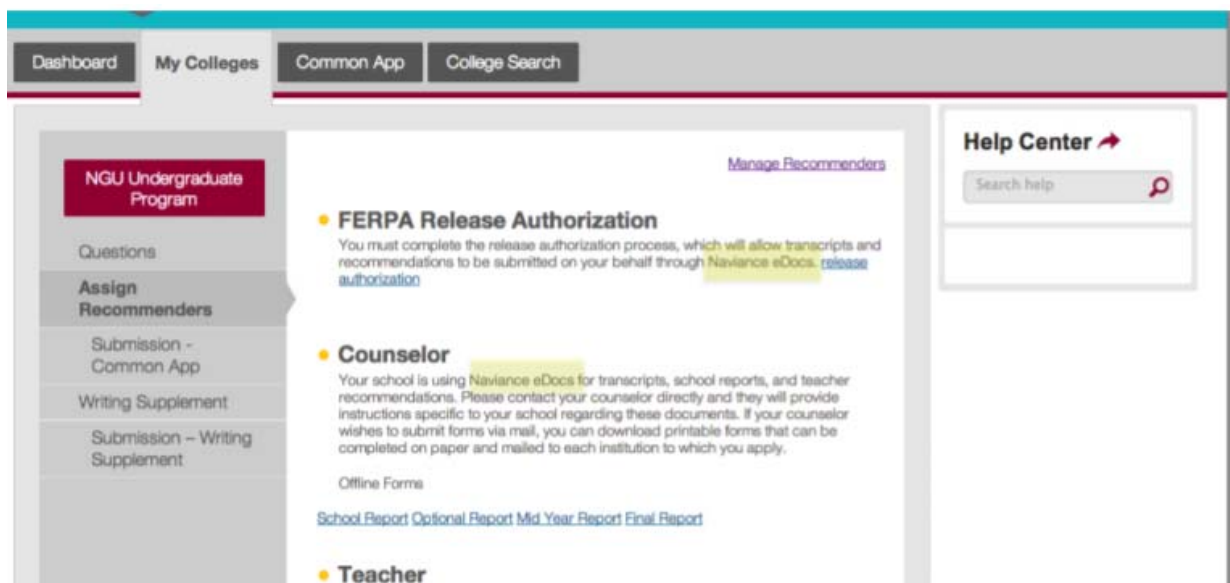 Dashboard
My Colleges
Common App
College Search
NGU Undergraduate
Program
Questions
Assign
Recommenders
Submission -
Common App
Writing Supplement
Submission – Writing
Supplement
Manage Recommenders
FERPA Release Authorization
You must complete the release authorization process, which will allow transcripts and
recommendations to be submitted on your behalf through Naviance eDocs. release
authorization
Counselor
Your school is using Naviance eDocs for transcripts, school reports, and teacher
recommendations. Please contact your counselor directly and they will provide
instructions specific to your school regarding these documents. If your counselor
wishes to submit forms via mail, you can download printable forms that can be
completed on paper and mailed to each institution to which you apply.
Offline Forms
School Report Optional Report Mid Year Report Final Report
Teacher
Help Center
Search help